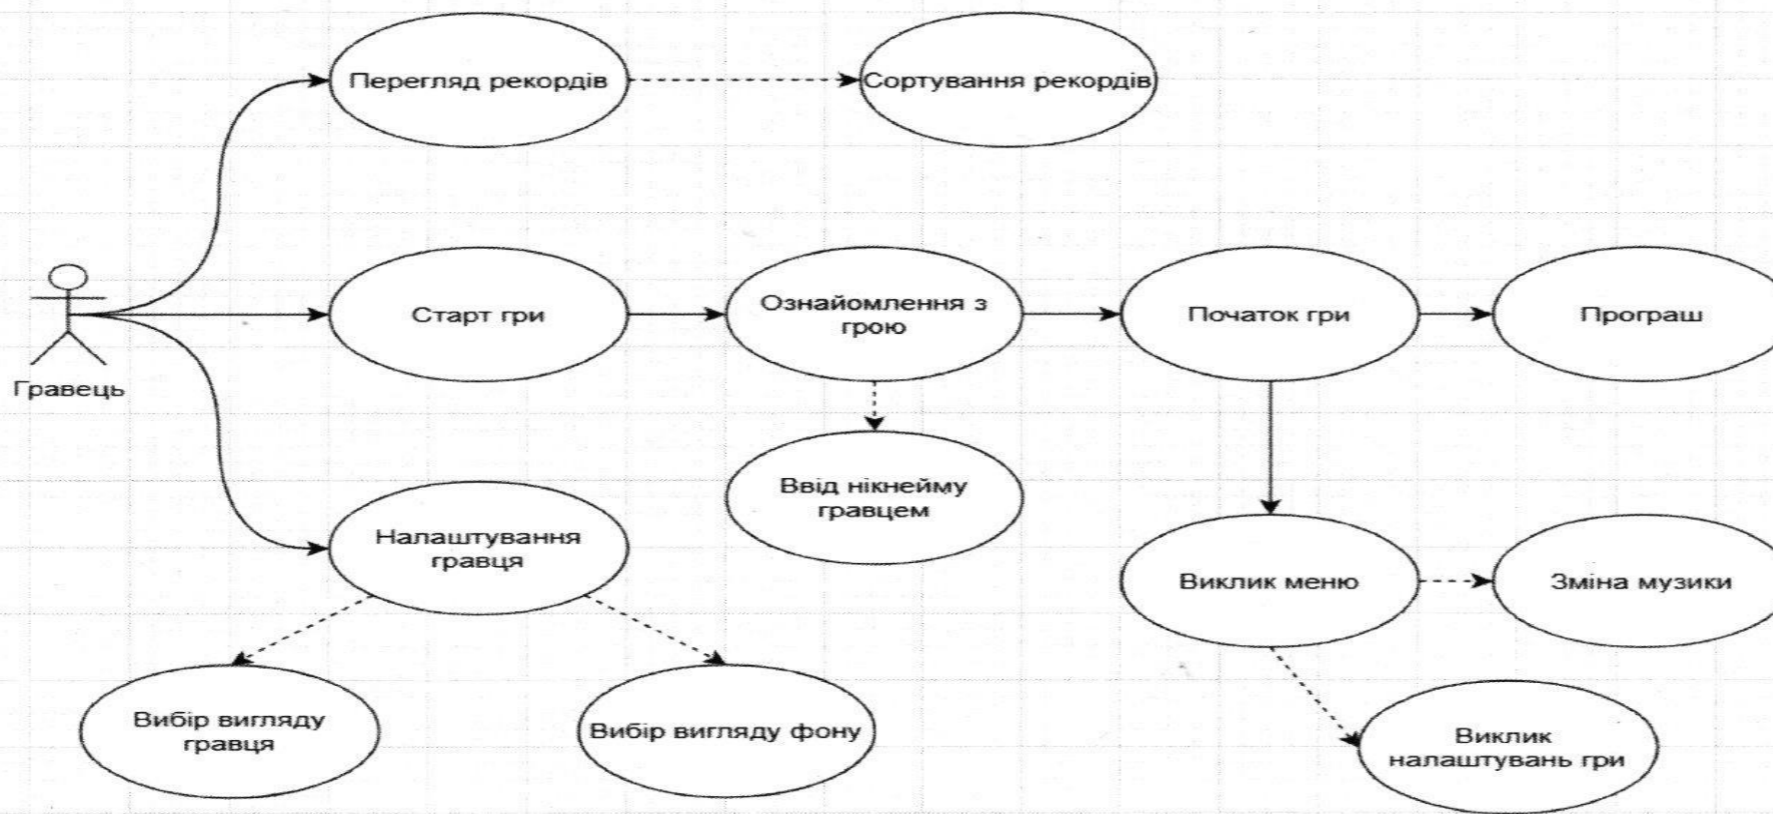 Перегляд рекордів
Сортування рекордів
Гравець
Старт гри
Ознайомлення з
грою
Початок гри
Програш
Ввід нікнейму
гравцем
Налаштування
гравця
Виклик меню
Зміна музики
Вибір вигляду
гравця
Вибір вигляду фону
Виклик
налаштувань гри